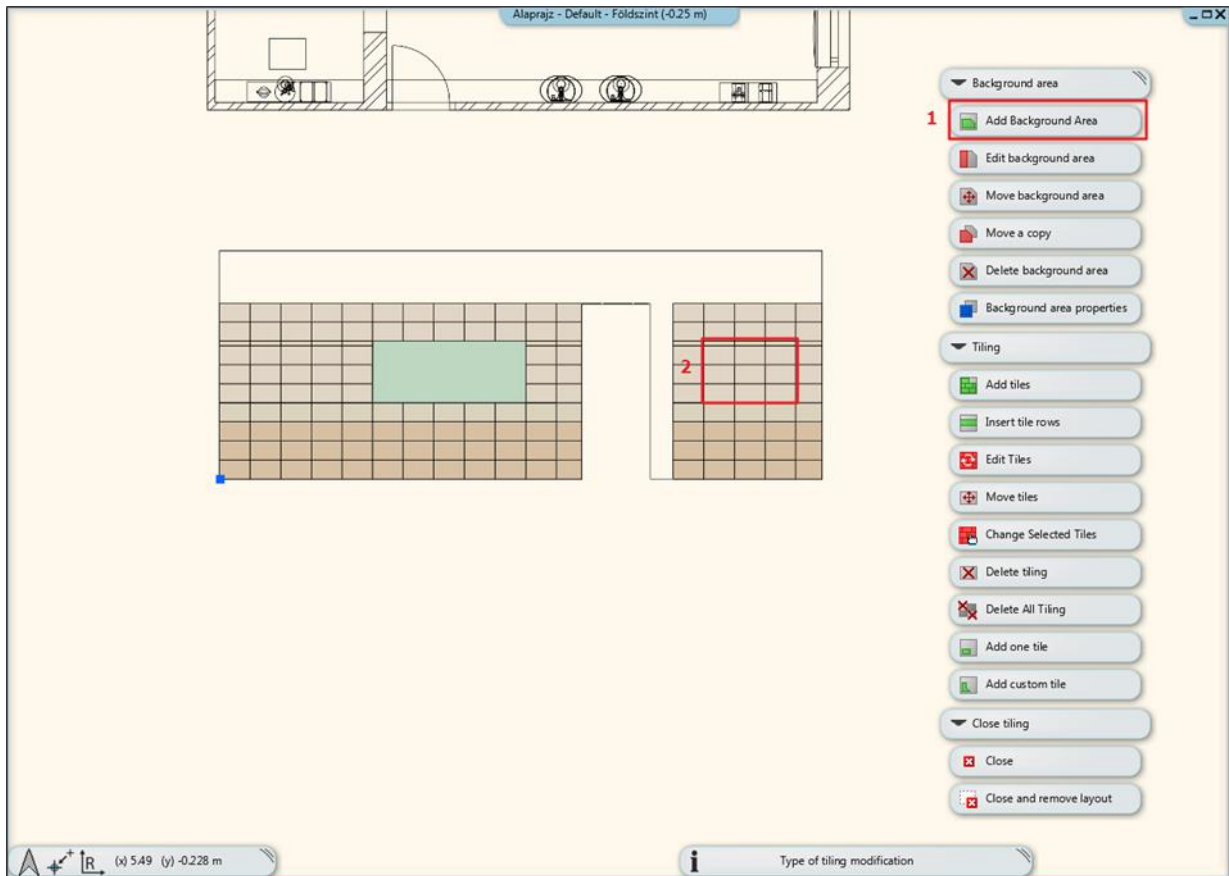 Alaprajz - Default - Földszint (-0.25 m)
Background area
1
Add Background Area
Edit background area
Move background area
Move a copy
Delete background area
Background area properties
Tiling
2
Add tiles
Insert tile rows
Edit Tiles
Move tiles
Change Selected Tiles
Delete tiling
Delete All Tiling
Add one tile
Add custom tile
Close tiling
Close
Close and remove layout
R
(x) 5.49 (y) -0.228 m
i
Type of tiling modification